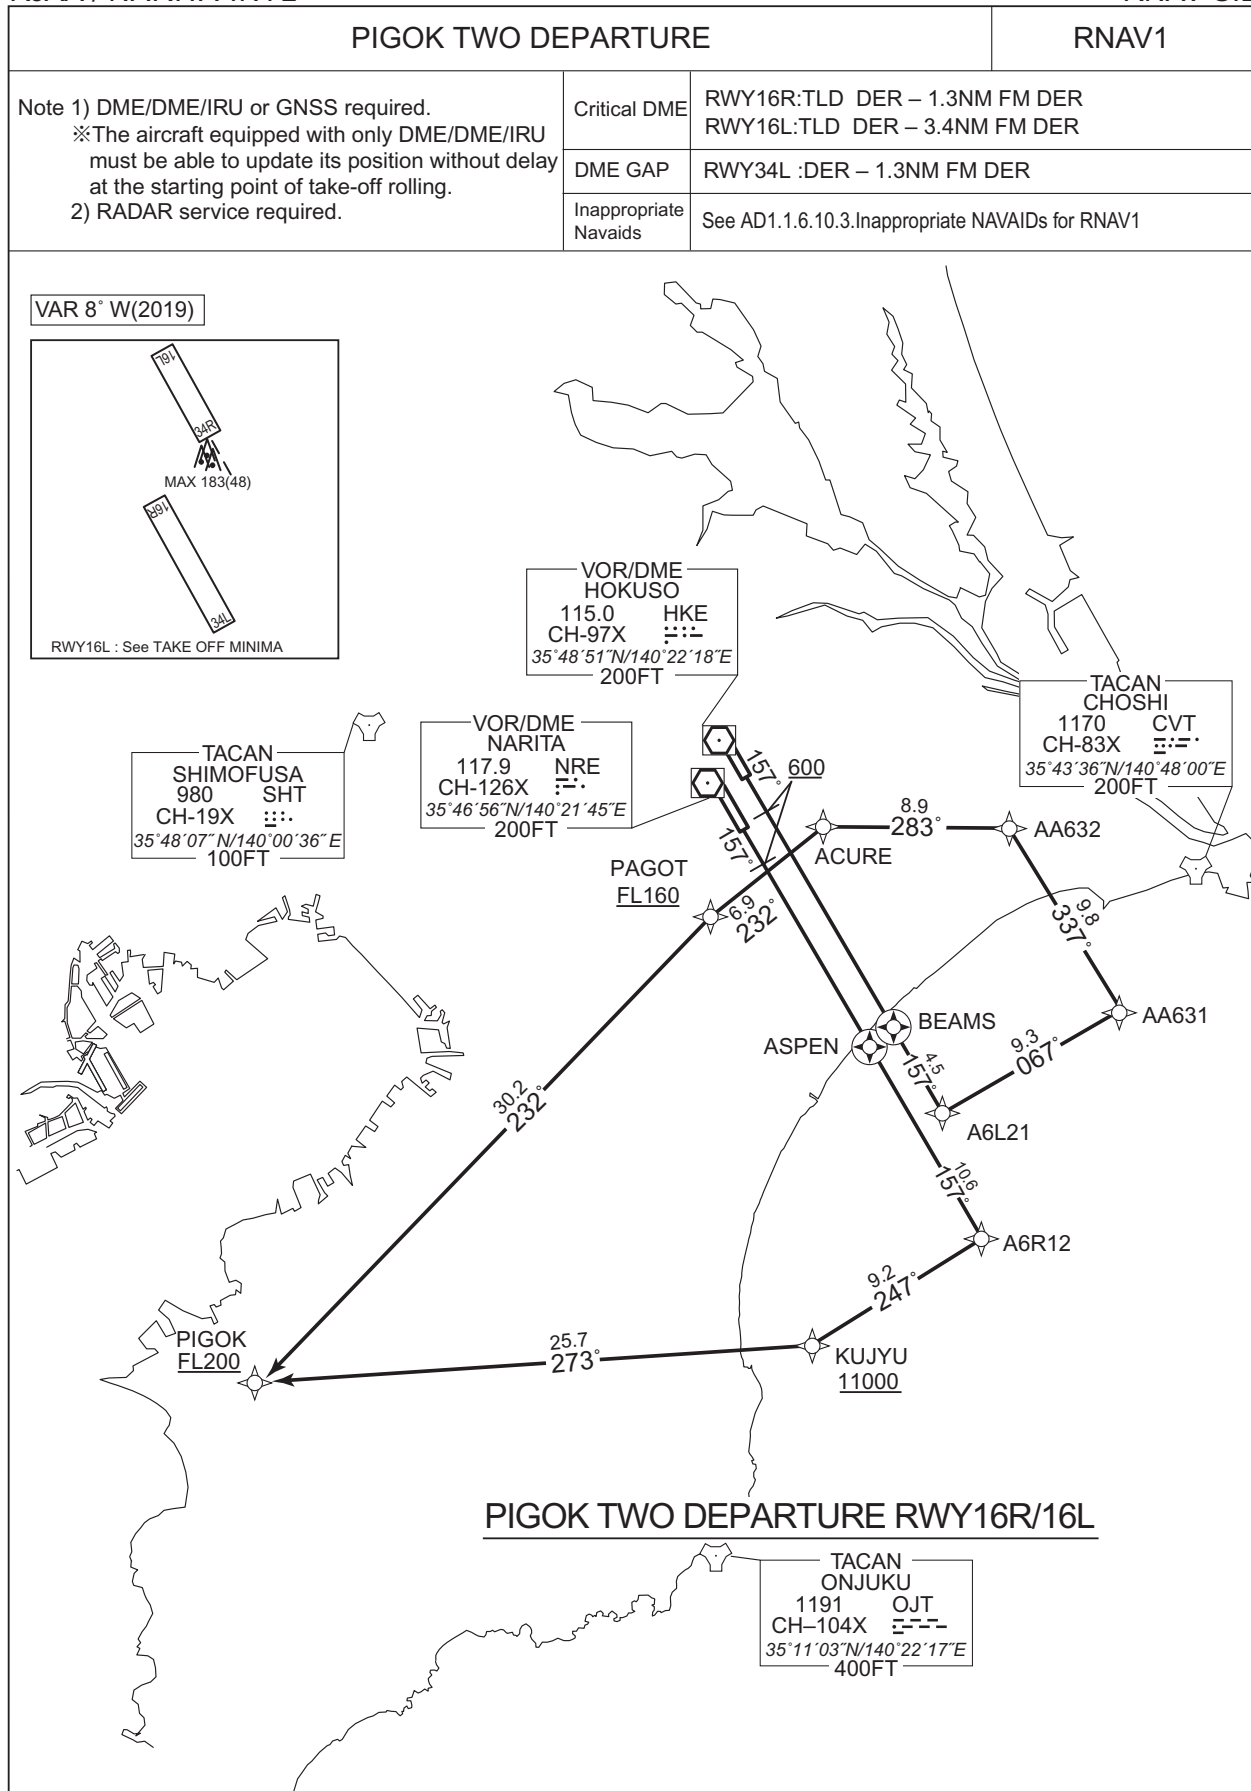 PIGOK TWO DEPARTURE
RNAV1
Note 1) DME/DME/IRU or GNSS required.
※The aircraft equipped with only DME/DME/IRU
must be able to update its position without delay
at the starting point of take-off rolling.
2) RADAR service required.
Critical DME
RWY16R:TLD DER – 1.3NM FM DER
RWY16L:TLD DER – 3.4NM FM DER
DME GAP
RWY34L :DER – 1.3NM FM DER
Inappropriate
Navaids
See AD1.1.6.10.3.Inappropriate NAVAIDs for RNAV1
VAR 8˚ W(2019)
16L
34R
MAX 183(48)
16R
34L
RWY16L : See TAKE OFF MINIMA
VOR/DME
HOKUSO
115.0 HKE
CH-97X
35˚48´51˝N/140˚22´18˝E
200FT
TACAN
CHOSHI
1170 CVT
CH-83X
35˚43´36˝N/140˚48´00˝E
200FT
VOR/DME
NARITA
117.9 NRE
CH-126X
35˚46´56˝N/140˚21´45˝E
200FT
TACAN
SHIMOFUSA
980 SHT
CH-19X
35˚48´07˝N/140˚00´36˝E
100FT
157˚
600
157˚
8.9
283˚
ACURE
AA632
PAGOT
FL160
6.9
232˚
9.8
337˚
BEAMS
ASPEN
AA631
4.5
157˚
9.3
067˚
A6L21
30.2
232˚
10.6
157˚
A6R12
9.2
247˚
PIGOK
FL200
25.7
273˚
KUJYU
11000
PIGOK TWO DEPARTURE RWY16R/16L
TACAN
ONJUKU
1191 OJT
CH–104X
35˚11´03˝N/140˚22´17˝E
400FT